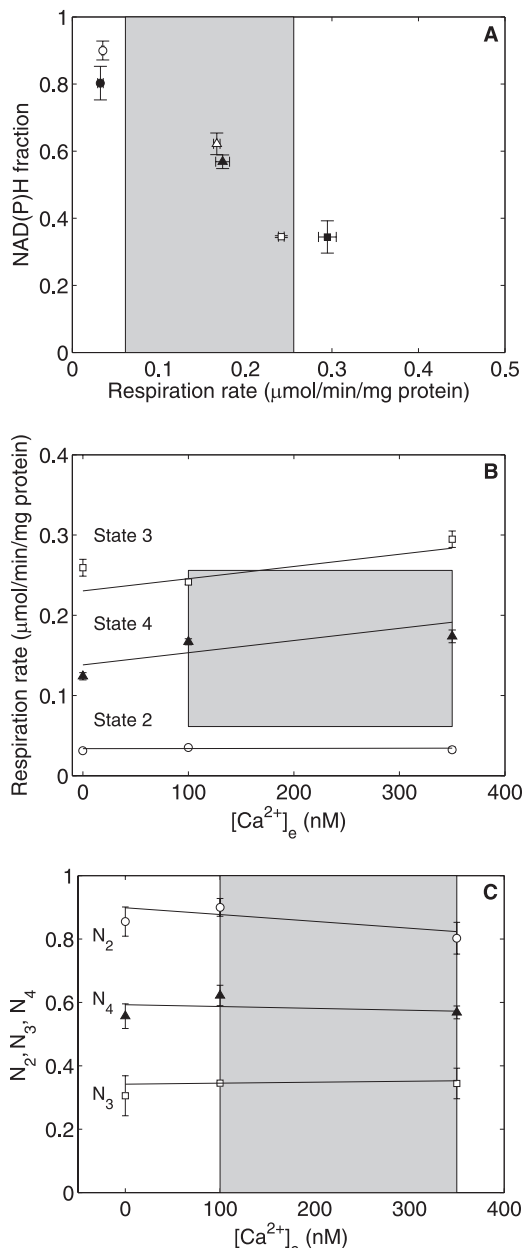 A
1
0.8
0.6
0.4
0.2
0
NAD(P)H fraction
0 0.1 0.2 0.3 0.4 0.5
Respiration rate (μmol/min/mg protein)
B
0.4
0.3
0.2
0.1
0
Respiration rate (μmol/min/mg protein)
State 3
State 4
State 2
0 100 200 300 400
[Ca²⁺]ₑ (nM)
C
1
0.8
0.6
0.4
0.2
0
N₂, N₃, N₄
N₂
N₄
N₃
0 100 200 300 400
[Ca²⁺]ₑ (nM)